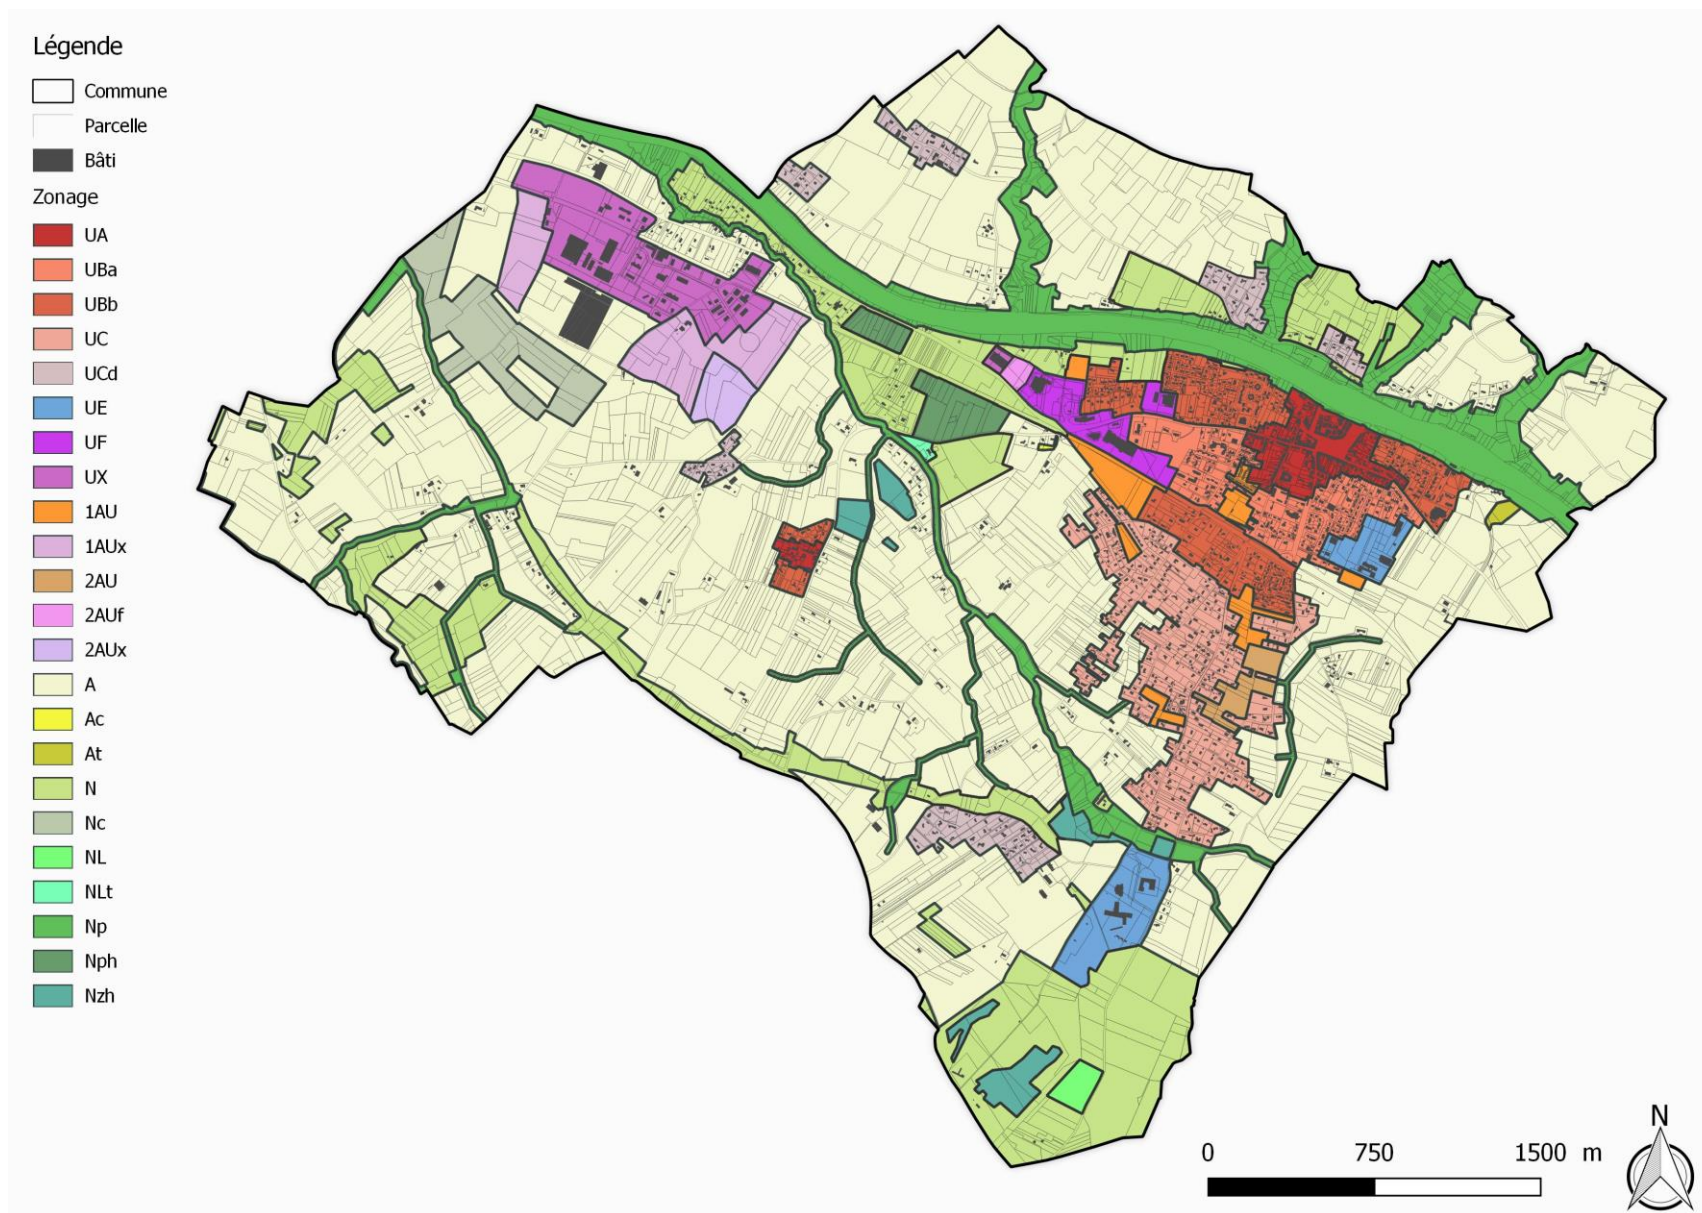 Légende
Commune
Parcelle
Bâti
Zonage
UA
UBa
UBb
UC
UCd
UE
UF
UX
1AU
1AUx
2AU
2AUf
2AUx
A
Ac
At
N
Nc
NL
NLt
Np
Nph
Nzh
N
0 750 1500 m